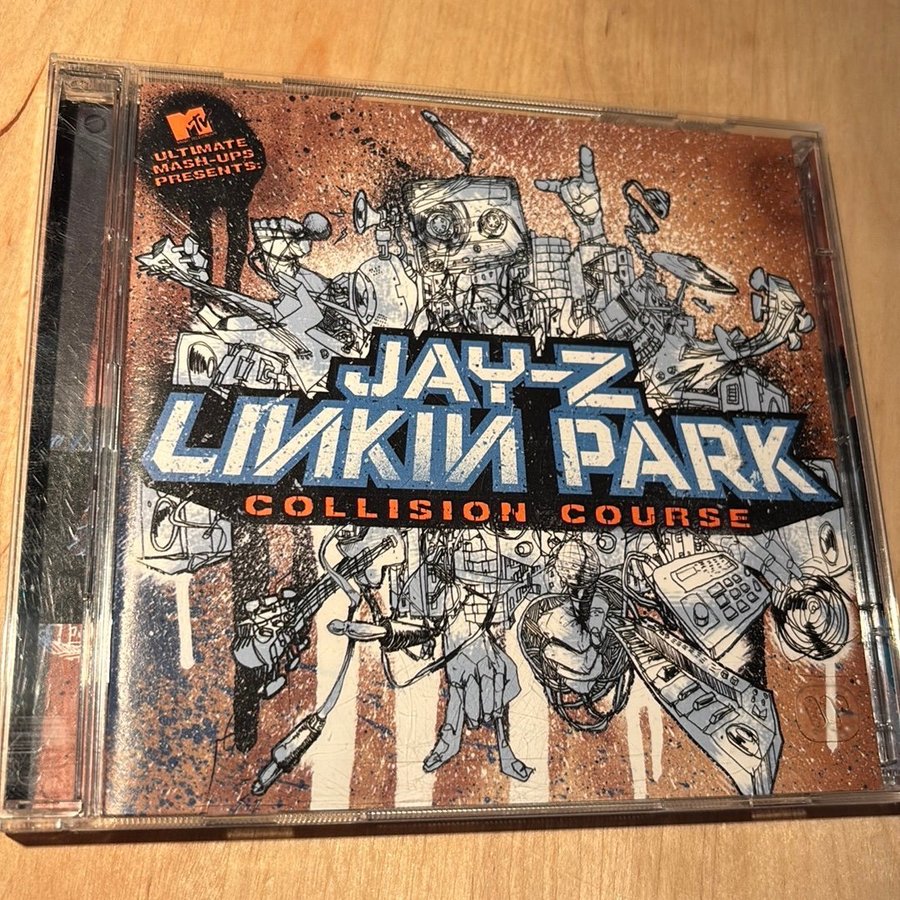 MTV
ULTIMATE
MASH-UPS
PRESENTS:
JAY-Z
LINKIN PARK
COLLISION COURSE